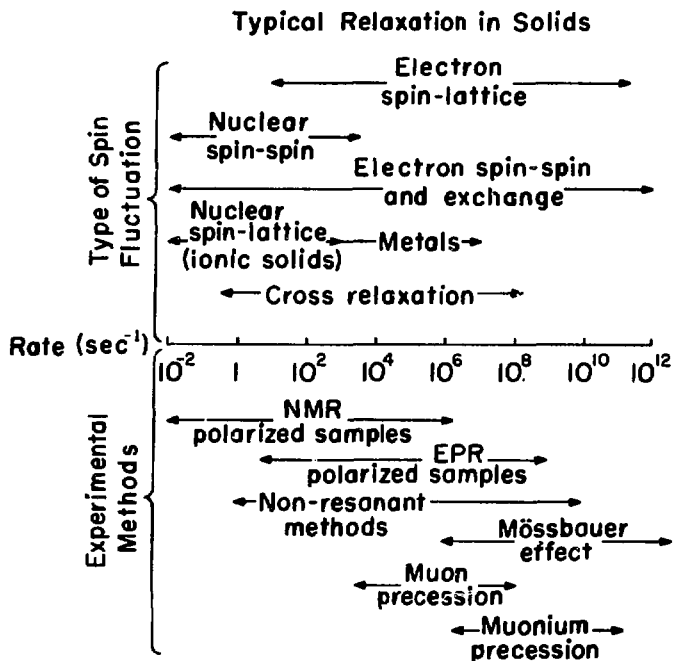 Typical Relaxation in Solids
Type of Spin
Fluctuation
Electron
spin-lattice
Nuclear
spin-spin
Electron spin-spin
and exchange
Nuclear
spin-lattice
(ionic solids)
Metals
Cross relaxation
Rate (sec⁻¹)
10⁻² 1 10² 10⁴ 10⁶ 10⁸ 10¹⁰ 10¹²
Experimental
Methods
NMR
polarized samples
EPR
polarized samples
Non-resonant
methods
Mössbauer
effect
Muon
precession
Muonium
precession